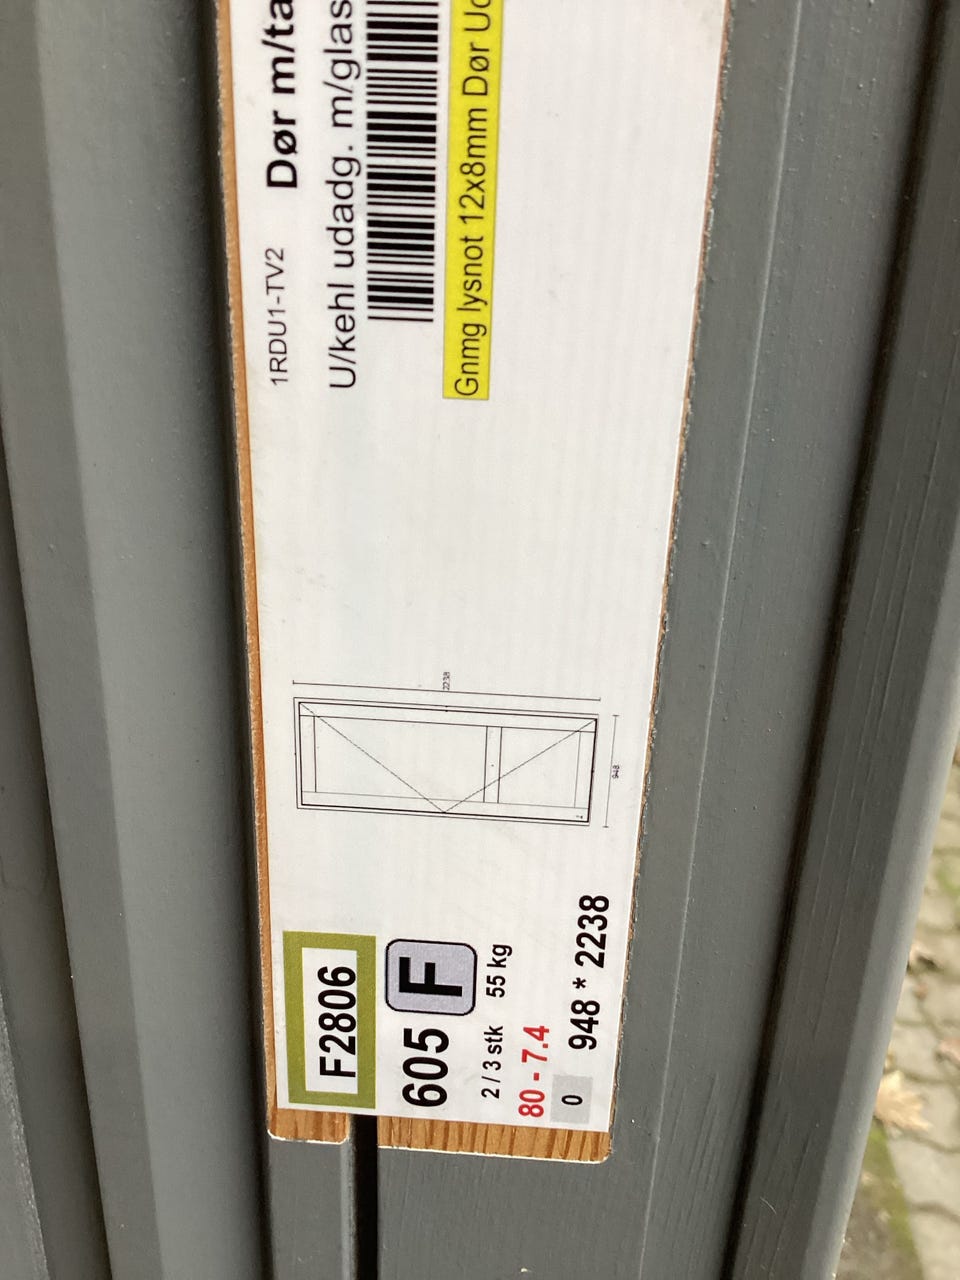 F2806
605 F
2 / 3 stk 55 kg
80 - 7.4
0 948 * 2238
2238
948
1RDU1-TV2 Dør m/ta
U/kehl udadg. m/glas
Gnmg lysnot 12x8mm Dør Ud